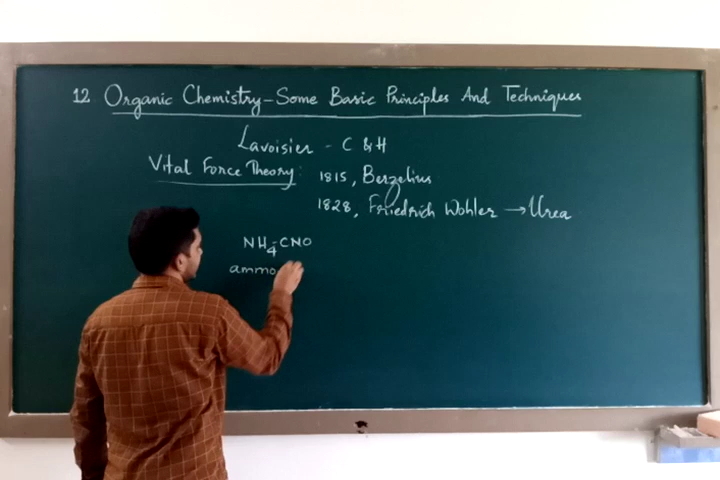 12 Organic Chemistry-Some Basic Principles And Techniques
Lavoisier - C & H
Vital Force Theory: 1815, Berzelius
1828, Friedrich Wohler → Urea
NH4-CNO
ammo